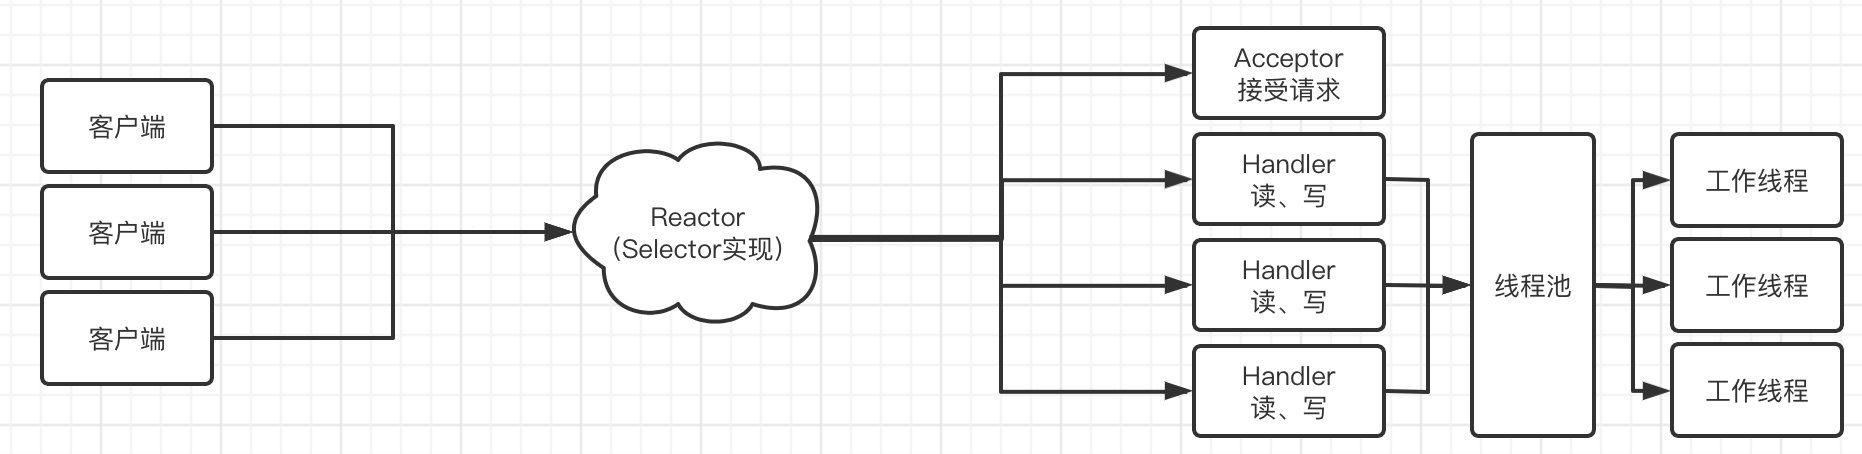 客户端
客户端
客户端
Reactor
(Selector实现)
Acceptor
接受请求
Handler
读、写
Handler
读、写
Handler
读、写
线程池
工作线程
工作线程
工作线程